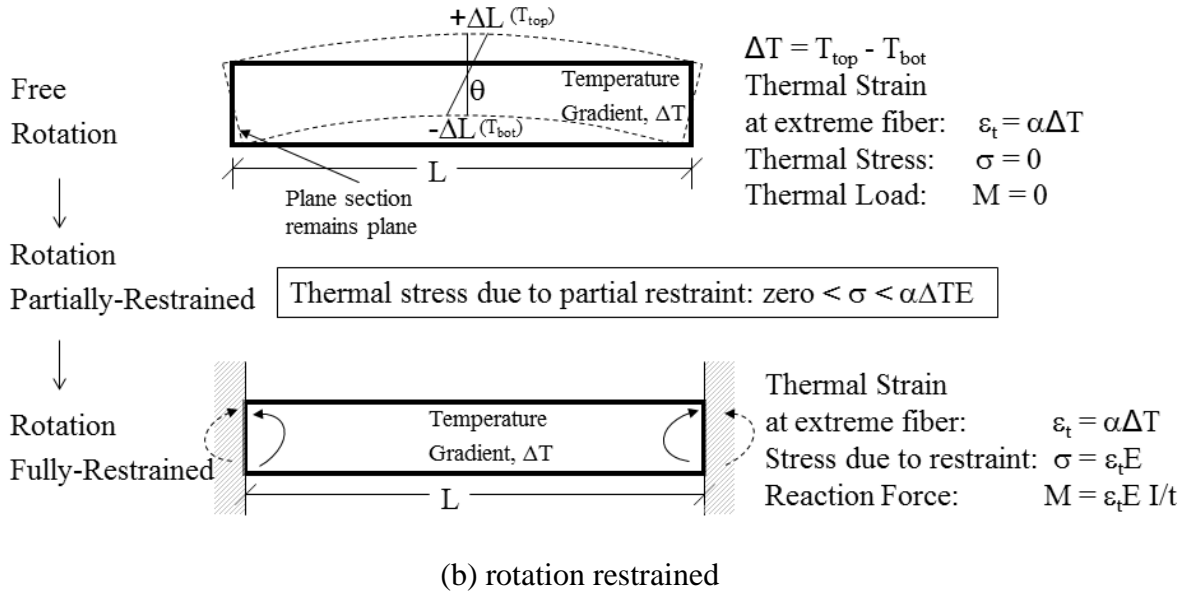 +ΔL (T_top)
Free
Rotation
Temperature
Gradient, ΔT
θ
-ΔL (T_bot)
L
Plane section
remains plane
ΔT = T_top - T_bot
Thermal Strain
at extreme fiber: ε_t = αΔT
Thermal Stress: σ = 0
Thermal Load: M = 0
Rotation
Partially-Restrained
Thermal stress due to partial restraint: zero < σ < αΔTE
Rotation
Fully-Restrained
Temperature
Gradient, ΔT
L
Thermal Strain
at extreme fiber: ε_t = αΔT
Stress due to restraint: σ = ε_tE
Reaction Force: M = ε_tE I/t
(b) rotation restrained